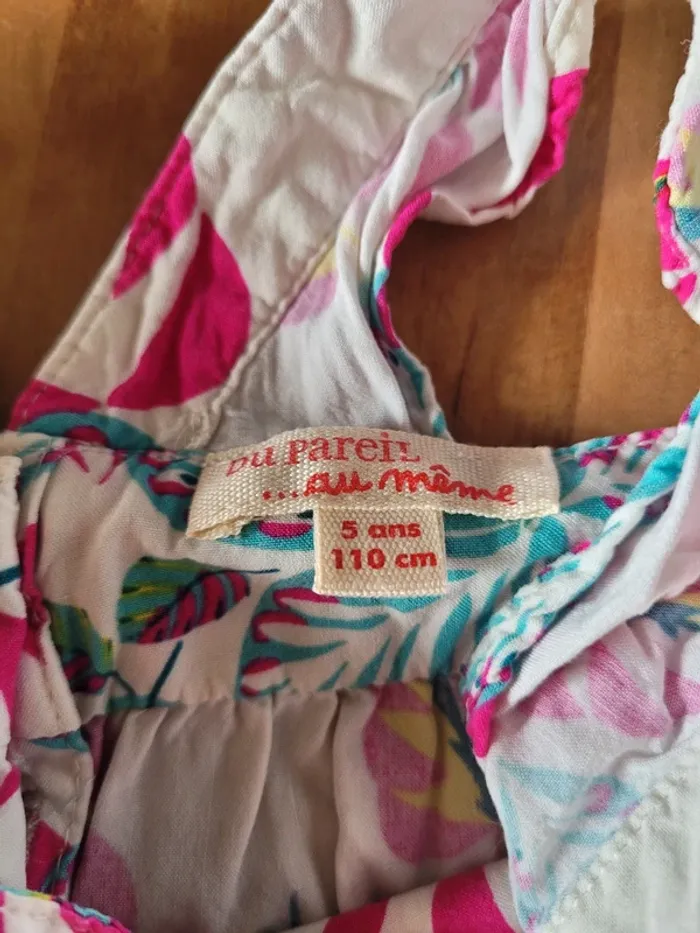 DU PAREIL
...au même
5 ans
110 cm